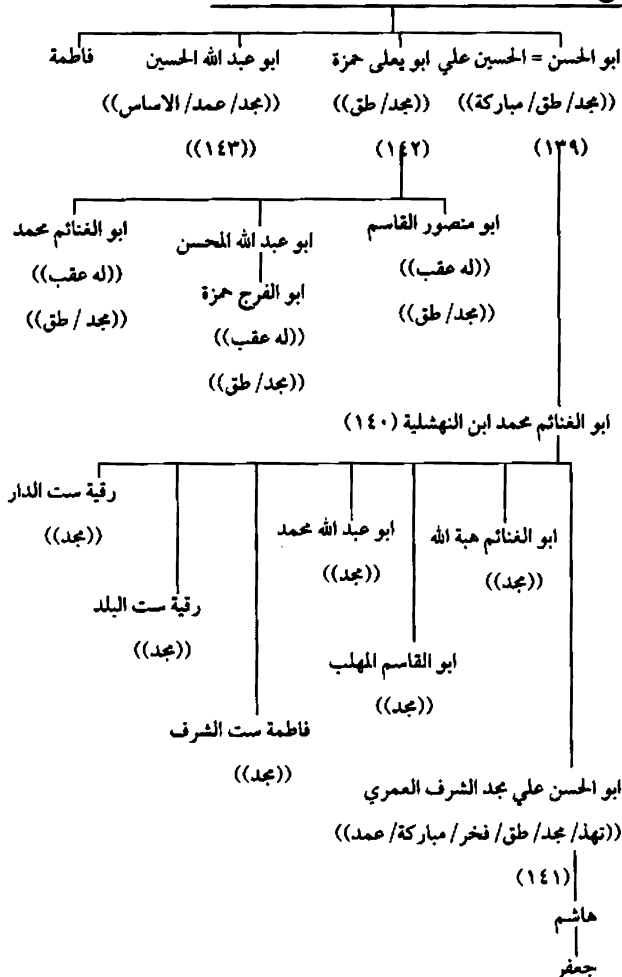 ابو الحسن = الحسين علي ابو يعلى حمزة ابو عبد الله الحسين فاطمة
((مجد/ طق/ مباركة)) ((مجد/ طق)) ((مجد/ عمد/ الاساس))
(١٣٩) (١٤٢) (١٤٣))
ابو منصور القاسم ابو عبد الله المحسن ابو الغنائم محمد
((له عقب)) ابو الفرج حمزة ((له عقب))
((مجد/ طق)) ((له عقب)) ((مجد/ طق))
((مجد/ طق))
ابو الغنائم محمد ابن النهشلية (١٤٠)
رقية ست الدار
((مجد))
ابو الغنائم هبة الله ابو عبد الله محمد
((مجد)) ((مجد))
رقية ست البلد
((مجد))
ابو القاسم المهلب
((مجد))
فاطمة ست الشرف
((مجد))
ابو الحسن علي مجد الشرف العمري
((تهذ/ مجد/ طق/ فخر/ مباركة/ عمد))
(١٤١)
هاشم
جعفر